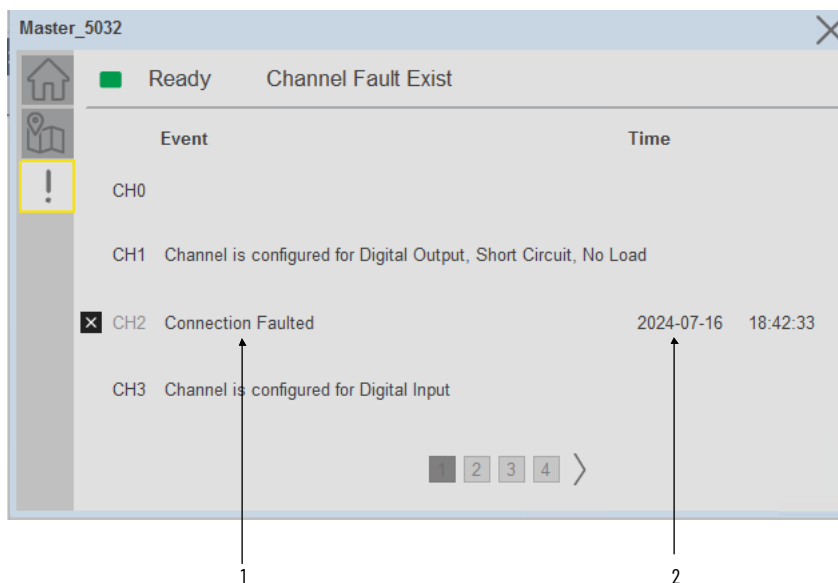 Master_5032
Ready Channel Fault Exist
Event Time
CH0
CH1 Channel is configured for Digital Output, Short Circuit, No Load
CH2 Connection Faulted 2024-07-16 18:42:33
CH3 Channel is configured for Digital Input
1 2 3 4
1 2